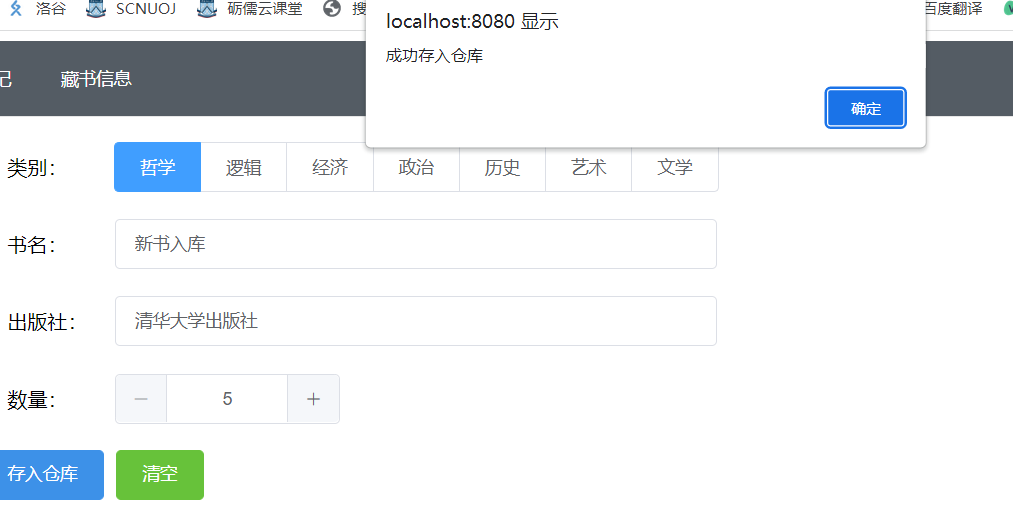 洛谷 SCNUOJ 砺儒云课堂 搜
百度翻译
localhost:8080 显示
成功存入仓库
确定
记 藏书信息
类别： 哲学 逻辑 经济 政治 历史 艺术 文学
书名： 新书入库
出版社： 清华大学出版社
数量： － 5 ＋
存入仓库 清空